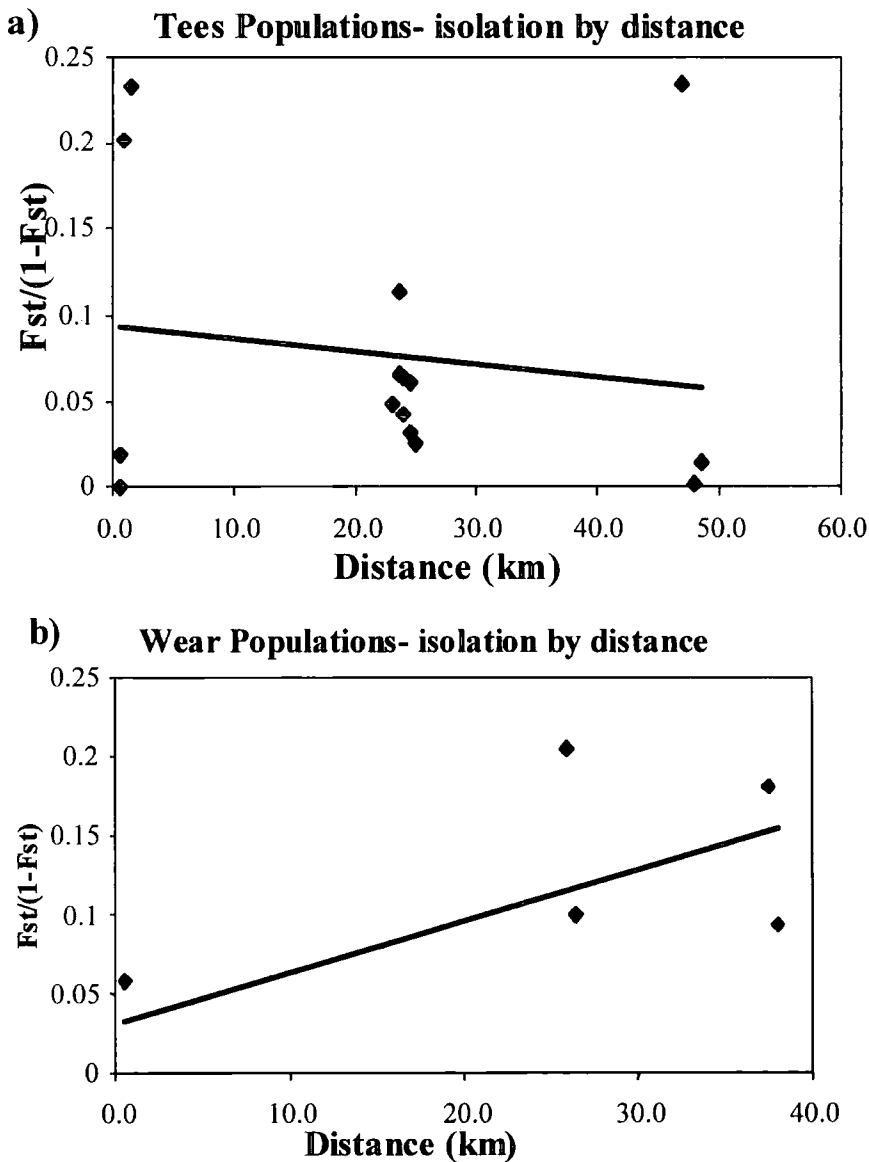 a)
Tees Populations- isolation by distance
0.25
0.2
0.15
0.1
0.05
0
Fst/(1-Fst)
0.0 10.0 20.0 30.0 40.0 50.0 60.0
Distance (km)
b)
Wear Populations- isolation by distance
0.25
0.2
0.15
0.1
0.05
0
Fst/(1-Fst)
0.0 10.0 20.0 30.0 40.0
Distance (km)